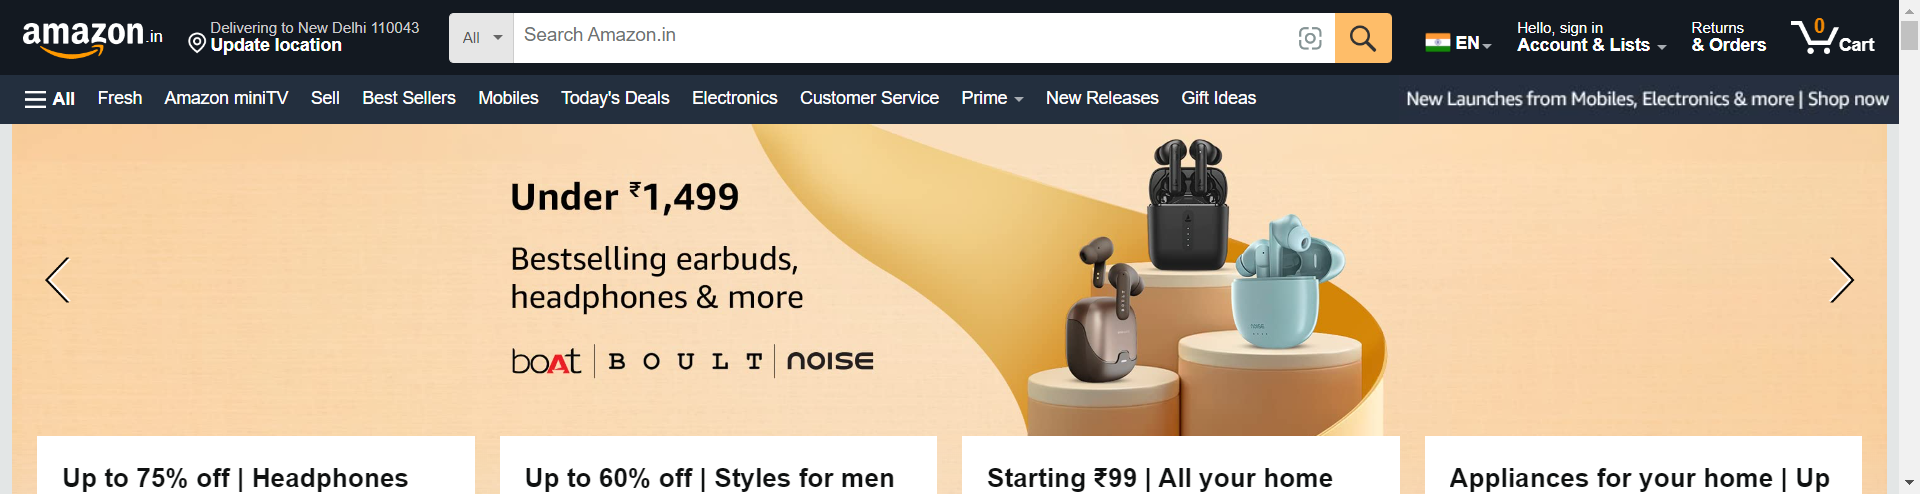 amazon.in
Delivering to New Delhi 110043
Update location
All
Search Amazon.in
EN
Hello, sign in
Account & Lists
Returns
& Orders
0
Cart
All
Fresh
Amazon miniTV
Sell
Best Sellers
Mobiles
Today's Deals
Electronics
Customer Service
Prime
New Releases
Gift Ideas
New Launches from Mobiles, Electronics & more | Shop now
Under ₹1,499
Bestselling earbuds,
headphones & more
boAt | BOULT | noise
noise
Up to 75% off | Headphones
Up to 60% off | Styles for men
Starting ₹99 | All your home
Appliances for your home | Up